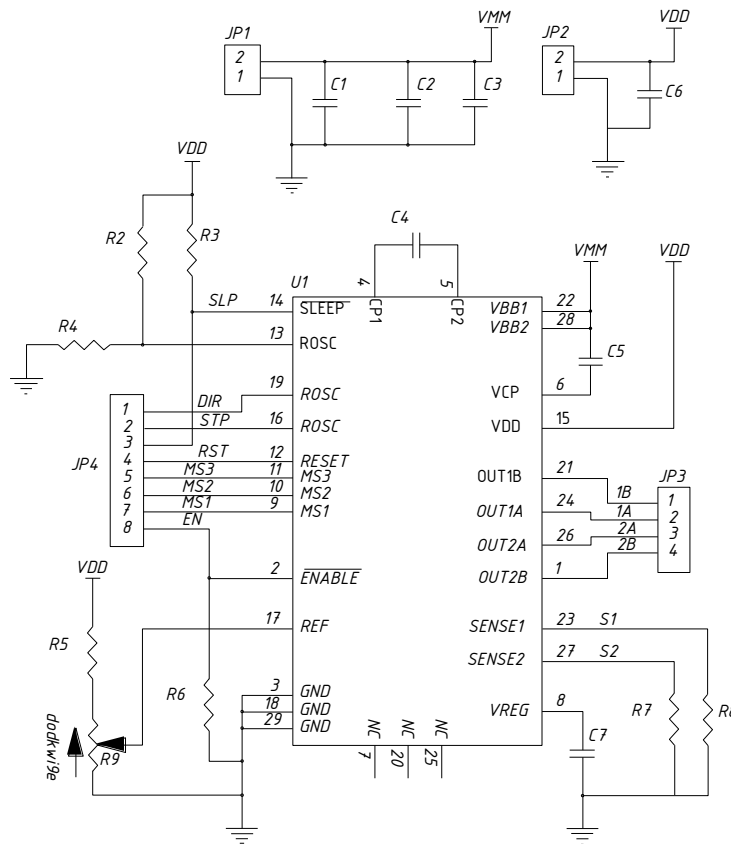 JP1
2
1
C1
C2
C3
VMM
JP2
2
1
VDD
C6
VDD
R2
R3
C4
VMM
VDD
U1
4
5
SLP
14
SLEEP
CP1
CP2
VBB1
22
VBB2
28
R4
13
ROSC
C5
19
ROSC
VCP
6
1
DIR
2
STP
16
ROSC
VDD
15
3
JP4
4
RST
12
RESET
5
MS3
11
MS3
6
MS2
10
MS2
7
MS1
9
MS1
8
EN
OUT1B
21
JP3
1B
1
OUT1A
24
1A
2
2A
3
OUT2A
26
2B
4
VDD
2
ENABLE
OUT2B
1
17
REF
SENSE1
23
S1
R5
SENSE2
27
S2
R6
3
GND
18
GND
29
GND
VREG
8
R7
dodkwi9e
R9
NC
NC
NC
7
20
25
C7